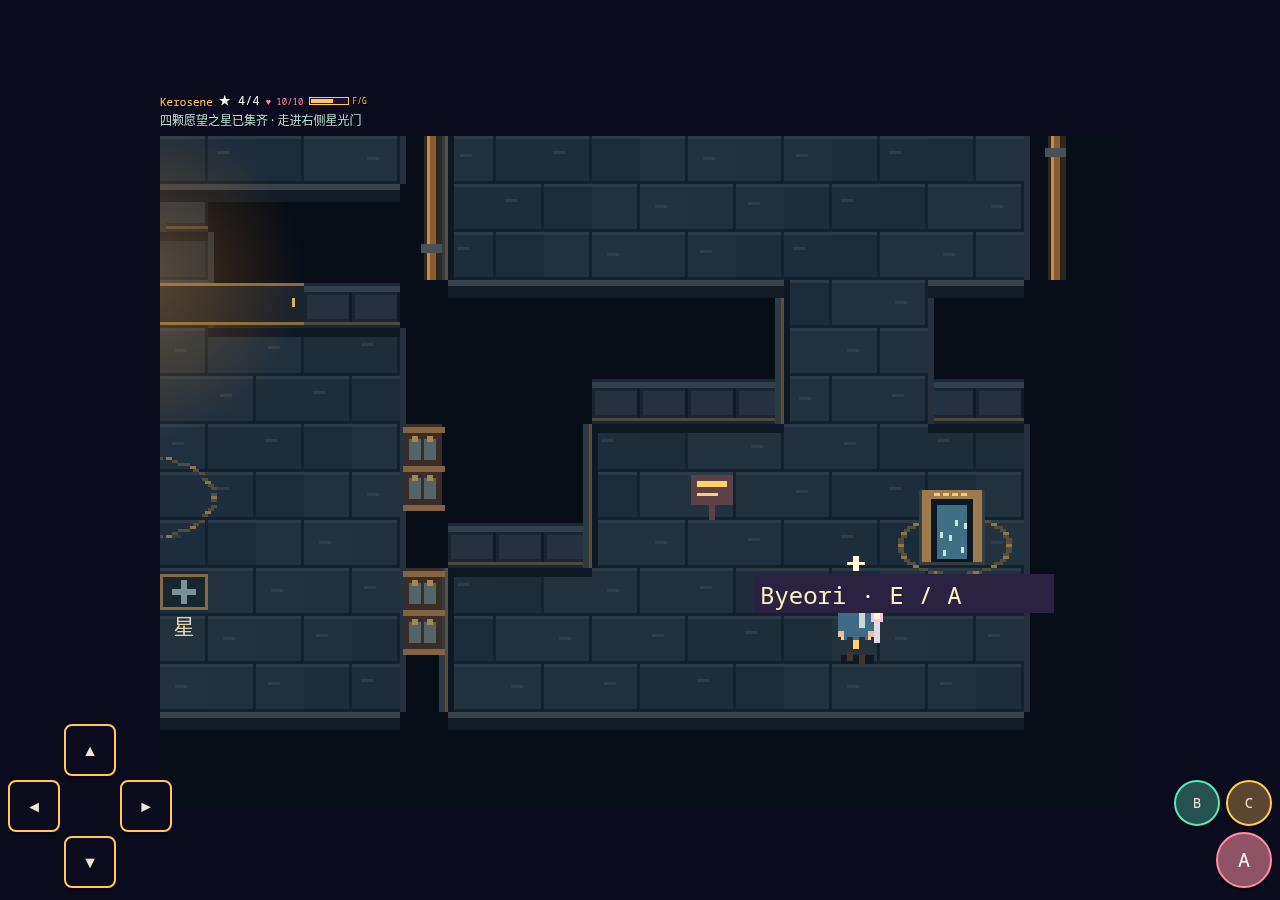 Kerosene ★ 4/4 ♥ 10/10 F/G
四颗愿望之星已集齐 · 走进右侧星光门
Byeori · E / A
星
▲
◄ ►
▼
B C
A